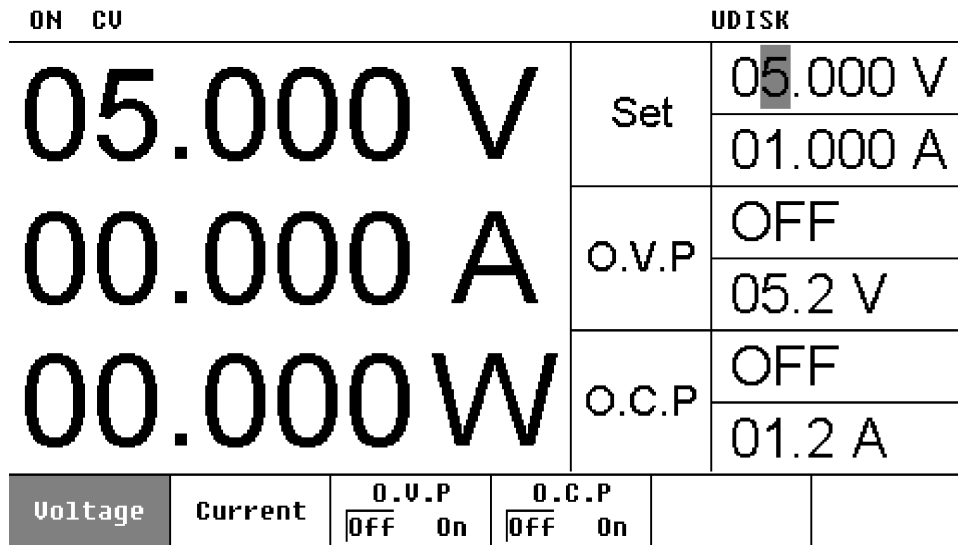 ON CV UDISK
05.000 V
00.000 A
00.000 W
Set
05.000 V
01.000 A
O.V.P
OFF
05.2 V
O.C.P
OFF
01.2 A
Voltage
Current
O.V.P
Off On
O.C.P
Off On